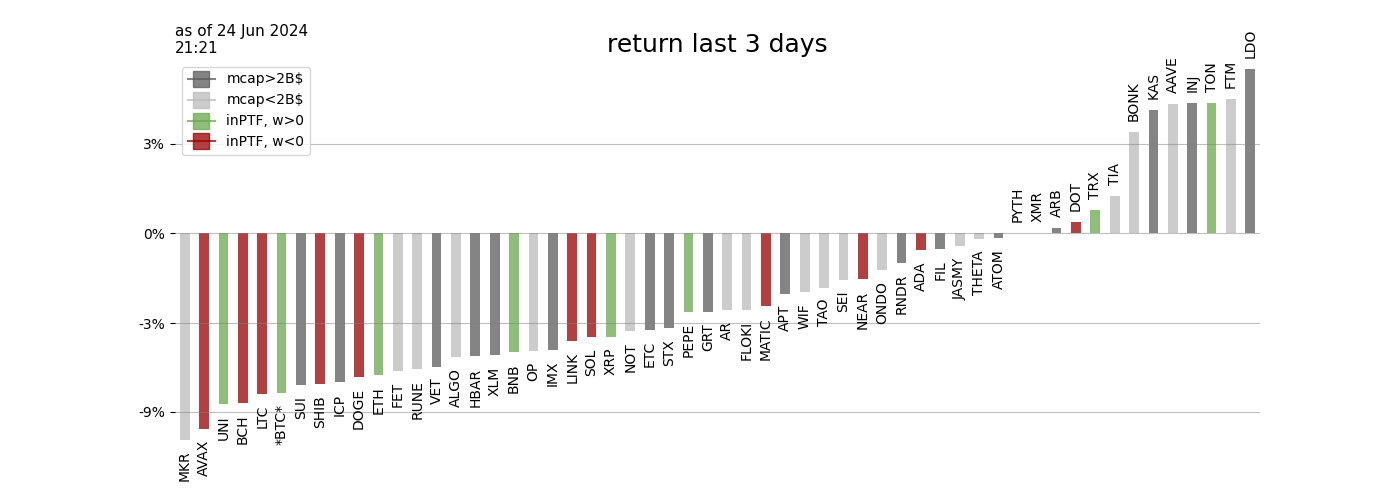 as of 24 Jun 2024
21:21
return last 3 days
mcap>2B$
mcap<2B$
inPTF, w>0
inPTF, w<0
3%
0%
-3%
-9%
MKR
AVAX
UNI
BCH
LTC
*BTC*
SUI
SHIB
ICP
DOGE
ETH
FET
RUNE
VET
ALGO
HBAR
XLM
BNB
OP
IMX
LINK
SOL
XRP
NOT
ETC
STX
PEPE
GRT
AR
FLOKI
MATIC
APT
WIF
TAO
SEI
NEAR
ONDO
RNDR
ADA
FIL
JASMY
THETA
ATOM
PYTH
XMR
ARB
DOT
TRX
TIA
BONK
KAS
AAVE
INJ
TON
FTM
LDO